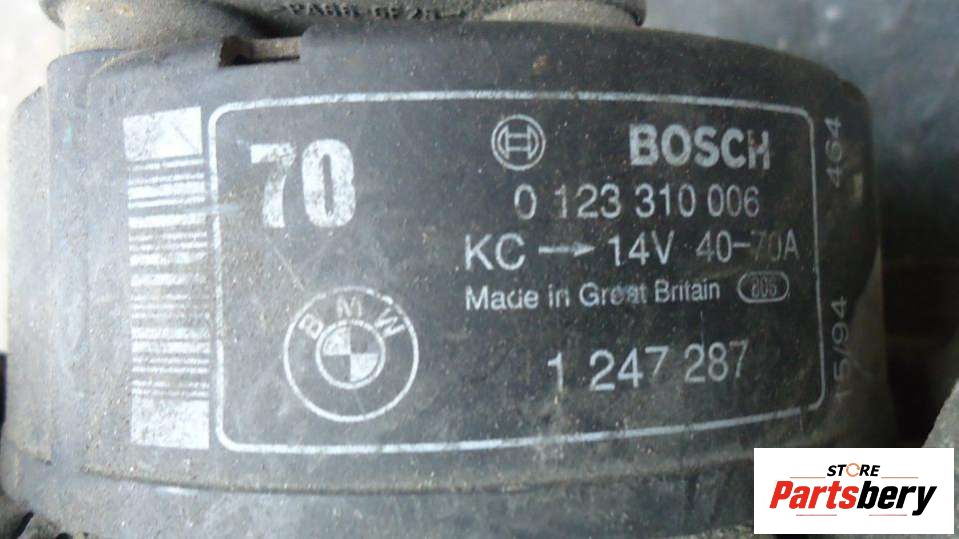 70
BOSCH
0 123 310 006
KC → 14V 40-70A
Made in Great Britain
BMW
1 247 287
464
15/94
STORE
Partsbery